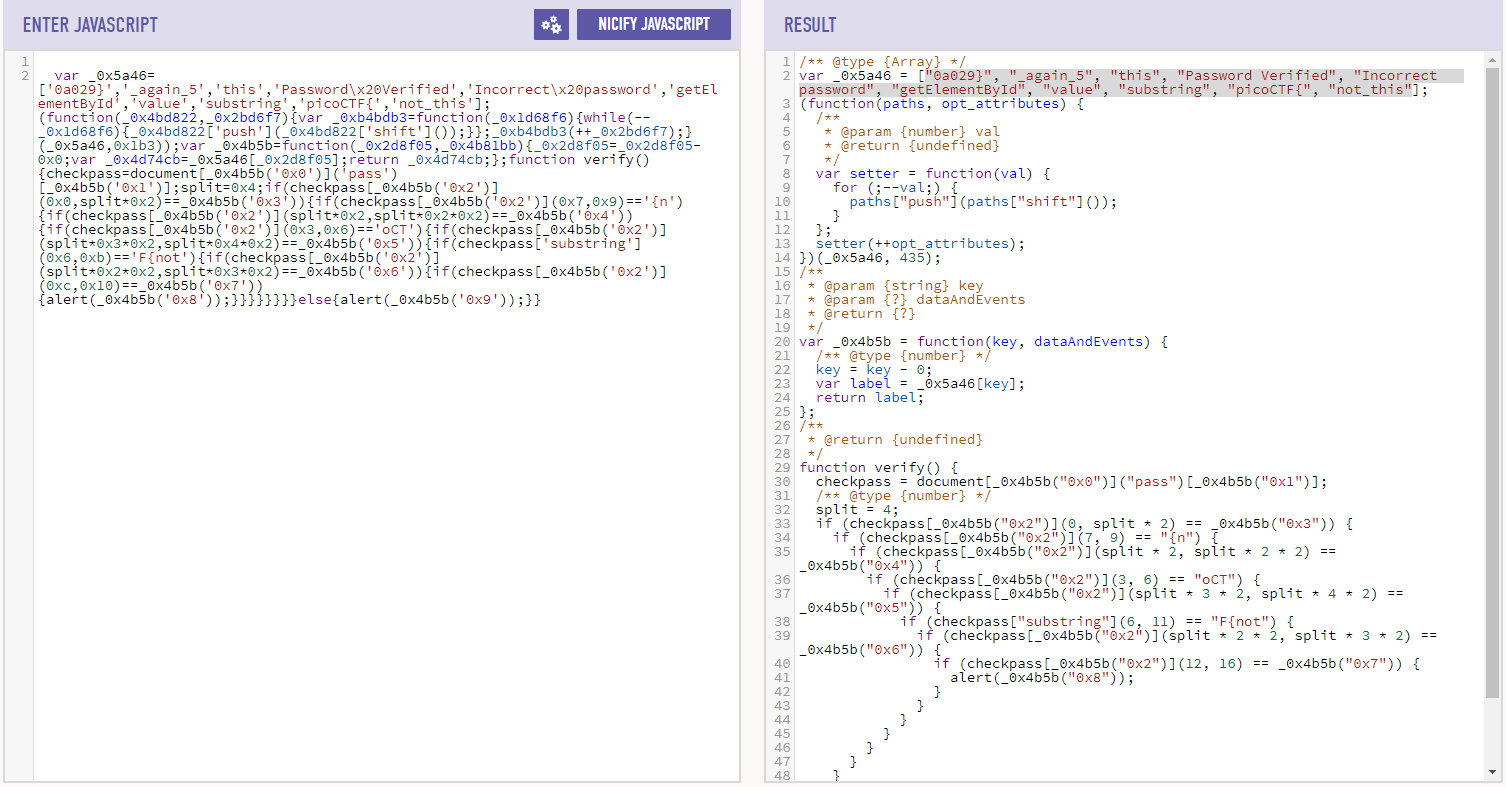 ENTER JAVASCRIPT
NICIFY JAVASCRIPT
1
2 var _0x5a46=
['0a029}','_again_5','this','Password\x20Verified','Incorrect\x20password','getEl
ementById','value','substring','picoCTF{','not_this'];
(function(_0x4bd822,_0x2bd6f7){var _0xb4bdb3=function(_0x1d68f6){while(--
_0x1d68f6){_0x4bd822['push'](_0x4bd822['shift']());}};_0xb4bdb3(++_0x2bd6f7);}
(_0x5a46,0x1b3));var _0x4b5b=function(_0x2d8f05,_0x4b81bb){_0x2d8f05=_0x2d8f05-
0x0;var _0x4d74cb=_0x5a46[_0x2d8f05];return _0x4d74cb;};function verify()
{checkpass=document[_0x4b5b('0x0')]('pass')
[_0x4b5b('0x1')];split=0x4;if(checkpass[_0x4b5b('0x2')]
(0x0,split*0x2)==_0x4b5b('0x3')){if(checkpass[_0x4b5b('0x2')](0x7,0x9)=='{n')
{if(checkpass[_0x4b5b('0x2')](split*0x2,split*0x2*0x2)==_0x4b5b('0x4'))
{if(checkpass[_0x4b5b('0x2')](0x3,0x6)=='oCT'){if(checkpass[_0x4b5b('0x2')]
(split*0x3*0x2,split*0x4*0x2)==_0x4b5b('0x5')){if(checkpass['substring']
(0x6,0xb)=='F{not'){if(checkpass[_0x4b5b('0x2')]
(split*0x2*0x2,split*0x3*0x2)==_0x4b5b('0x6')){if(checkpass[_0x4b5b('0x2')]
(0xc,0x10)==_0x4b5b('0x7'))
{alert(_0x4b5b('0x8'));}}}}}}}}else{alert(_0x4b5b('0x9'));}}
RESULT
1 /** @type {Array} */
2 var _0x5a46 = ["0a029}", "_again_5", "this", "Password Verified", "Incorrect
password", "getElementById", "value", "substring", "picoCTF{", "not_this"];
3 (function(paths, opt_attributes) {
4 /**
5 * @param {number} val
6 * @return {undefined}
7 */
8 var setter = function(val) {
9 for (;--val;) {
10 paths["push"](paths["shift"]());
11 }
12 };
13 setter(++opt_attributes);
14 })(_0x5a46, 435);
15 /**
16 * @param {string} key
17 * @param {?} dataAndEvents
18 * @return {?}
19 */
20 var _0x4b5b = function(key, dataAndEvents) {
21 /** @type {number} */
22 key = key - 0;
23 var label = _0x5a46[key];
24 return label;
25 };
26 /**
27 * @return {undefined}
28 */
29 function verify() {
30 checkpass = document[_0x4b5b("0x0")]("pass")[_0x4b5b("0x1")];
31 /** @type {number} */
32 split = 4;
33 if (checkpass[_0x4b5b("0x2")](0, split * 2) == _0x4b5b("0x3")) {
34 if (checkpass[_0x4b5b("0x2")](7, 9) == "{n") {
35 if (checkpass[_0x4b5b("0x2")](split * 2, split * 2 * 2) ==
_0x4b5b("0x4")) {
36 if (checkpass[_0x4b5b("0x2")](3, 6) == "oCT") {
37 if (checkpass[_0x4b5b("0x2")](split * 3 * 2, split * 4 * 2) ==
_0x4b5b("0x5")) {
38 if (checkpass["substring"](6, 11) == "F{not") {
39 if (checkpass[_0x4b5b("0x2")](split * 2 * 2, split * 3 * 2) ==
_0x4b5b("0x6")) {
40 if (checkpass[_0x4b5b("0x2")](12, 16) == _0x4b5b("0x7")) {
41 alert(_0x4b5b("0x8"));
42 }
43 }
44 }
45 }
46 }
47 }
48 }